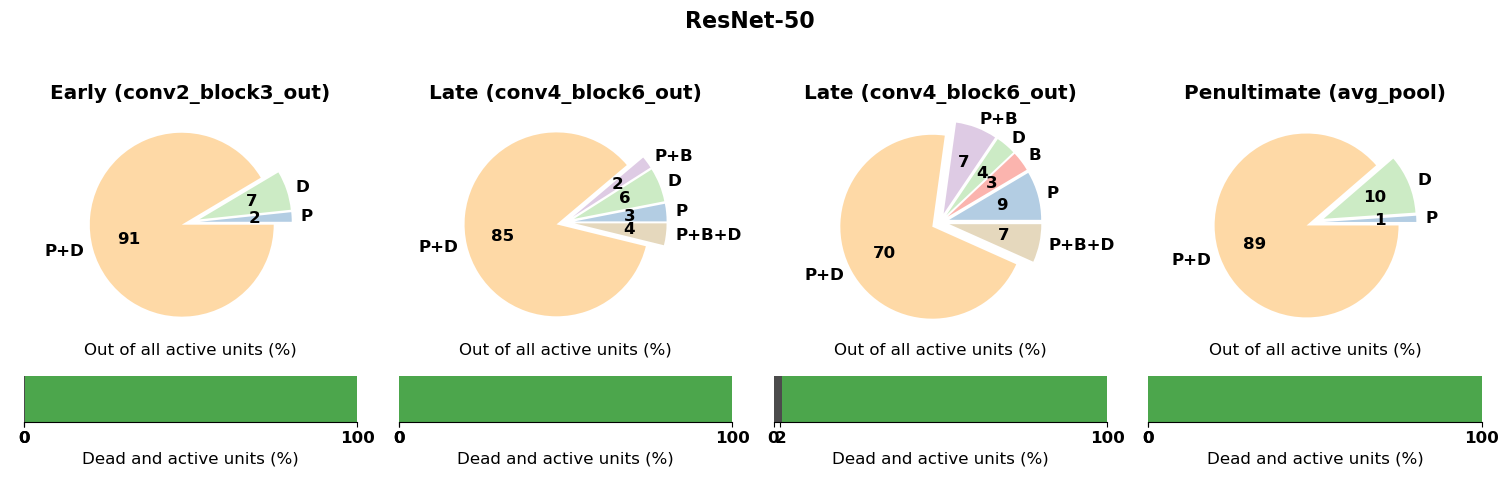 ResNet-50
Early (conv2_block3_out)
D
7
2
P
91
P+D
Out of all active units (%)
0
0
100
Dead and active units (%)
Late (conv4_block6_out)
P+B
2
D
6
P
3
4
P+B+D
85
P+D
Out of all active units (%)
0
0
100
Dead and active units (%)
Late (conv4_block6_out)
P+B
7
D
4
B
3
P
9
7
P+B+D
70
P+D
Out of all active units (%)
0
2
100
Dead and active units (%)
Penultimate (avg_pool)
D
10
1
P
89
P+D
Out of all active units (%)
0
0
100
Dead and active units (%)